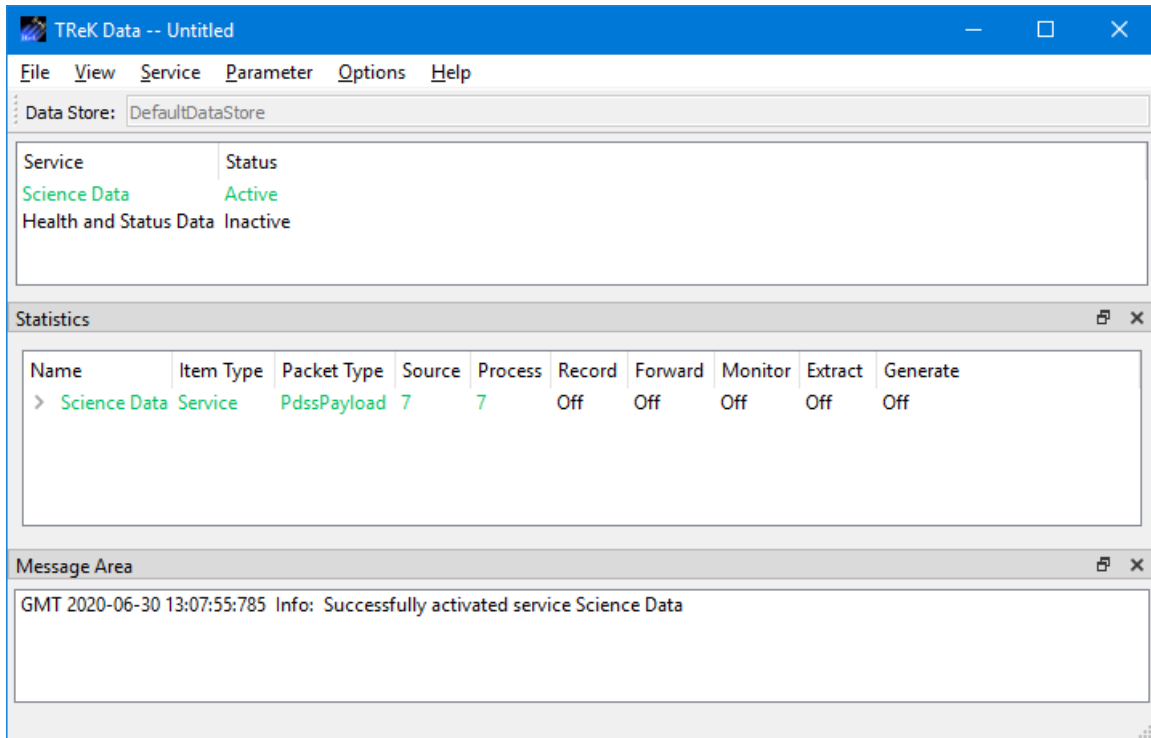 TReK Data -- Untitled
File View Service Parameter Options Help
Data Store: DefaultDataStore
Service Status
Science Data Active
Health and Status Data Inactive
Statistics
Name Item Type Packet Type Source Process Record Forward Monitor Extract Generate
Science Data Service PdssPayload 7 7 Off Off Off Off Off
Message Area
GMT 2020-06-30 13:07:55:785 Info: Successfully activated service Science Data